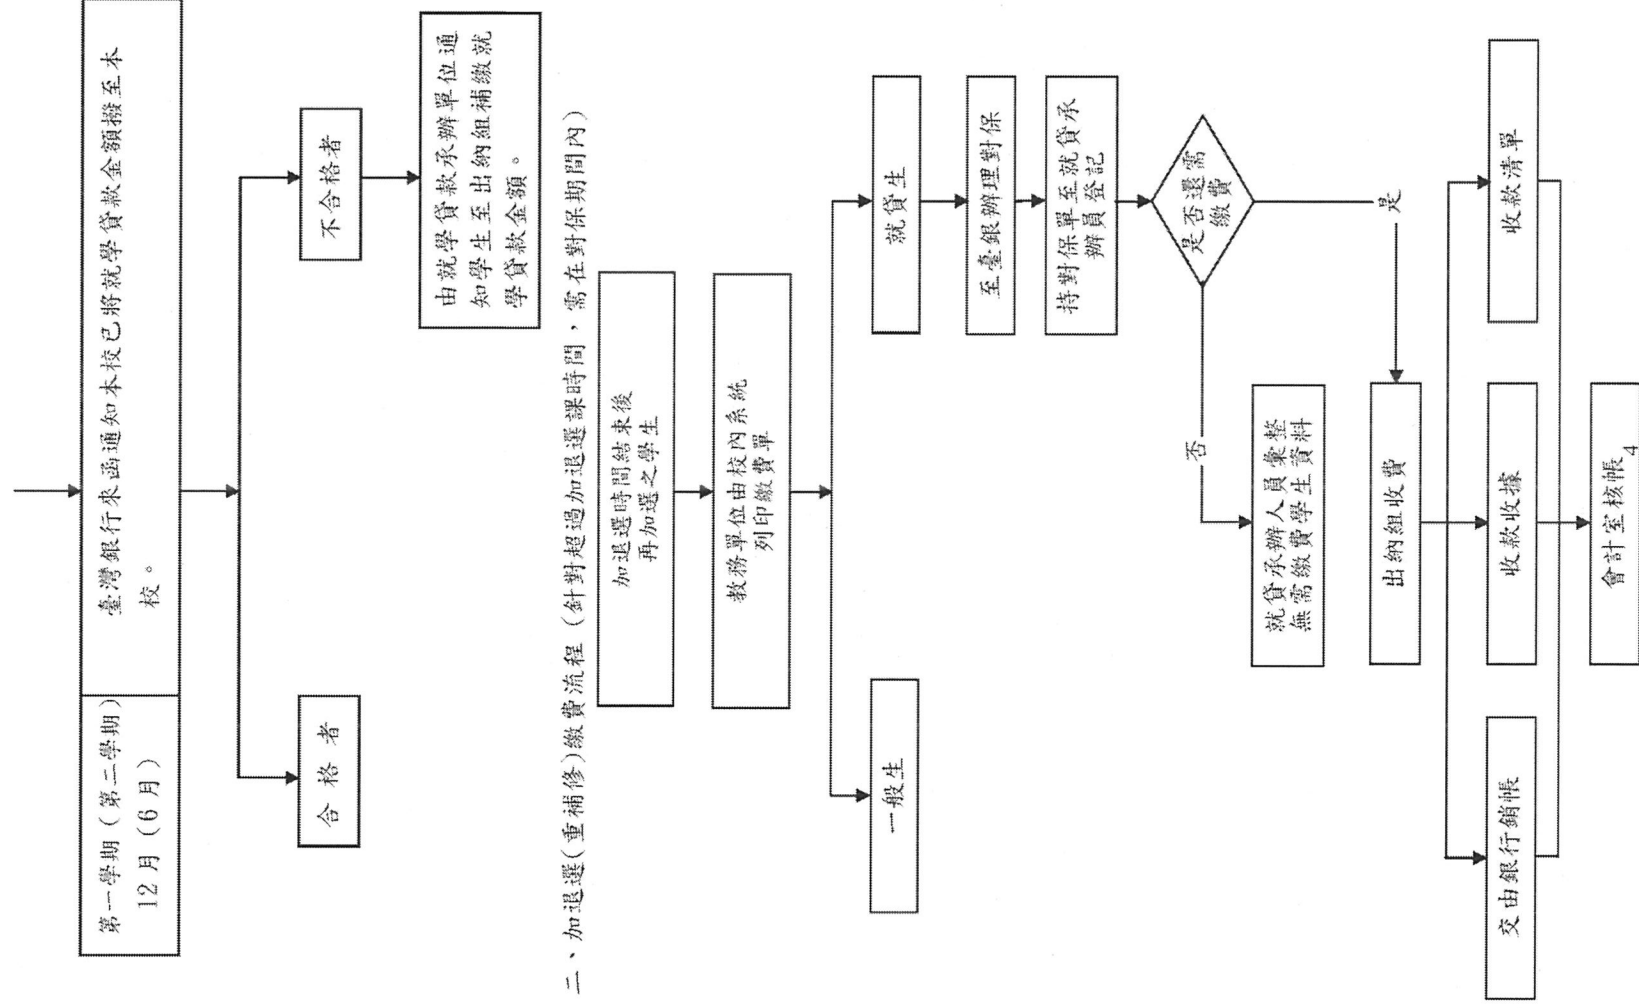 第一學期（第二學期）
12月（6月）
臺灣銀行來函通知本校已將就學貸款金額撥至本
校。
合格者
不合格者
由就學貸款承辦單位通
知學生至出納組補繳就
學貸款金額。
二、加退選(重補修)繳費流程（針對超過加退選課時間，需在對保期間內）
加退選時間結束後
再加選之學生
教務單位由校內系統
列印繳費單
一般生
就貸生
至臺銀辦理對保
持對保單至就貸承
辦員登記
是否還需
繳費
否
是
就貸承辦人員彙整
無需繳費學生資料
出納組收費
交由銀行銷帳
收款收據
收款清單
會計室核帳
4